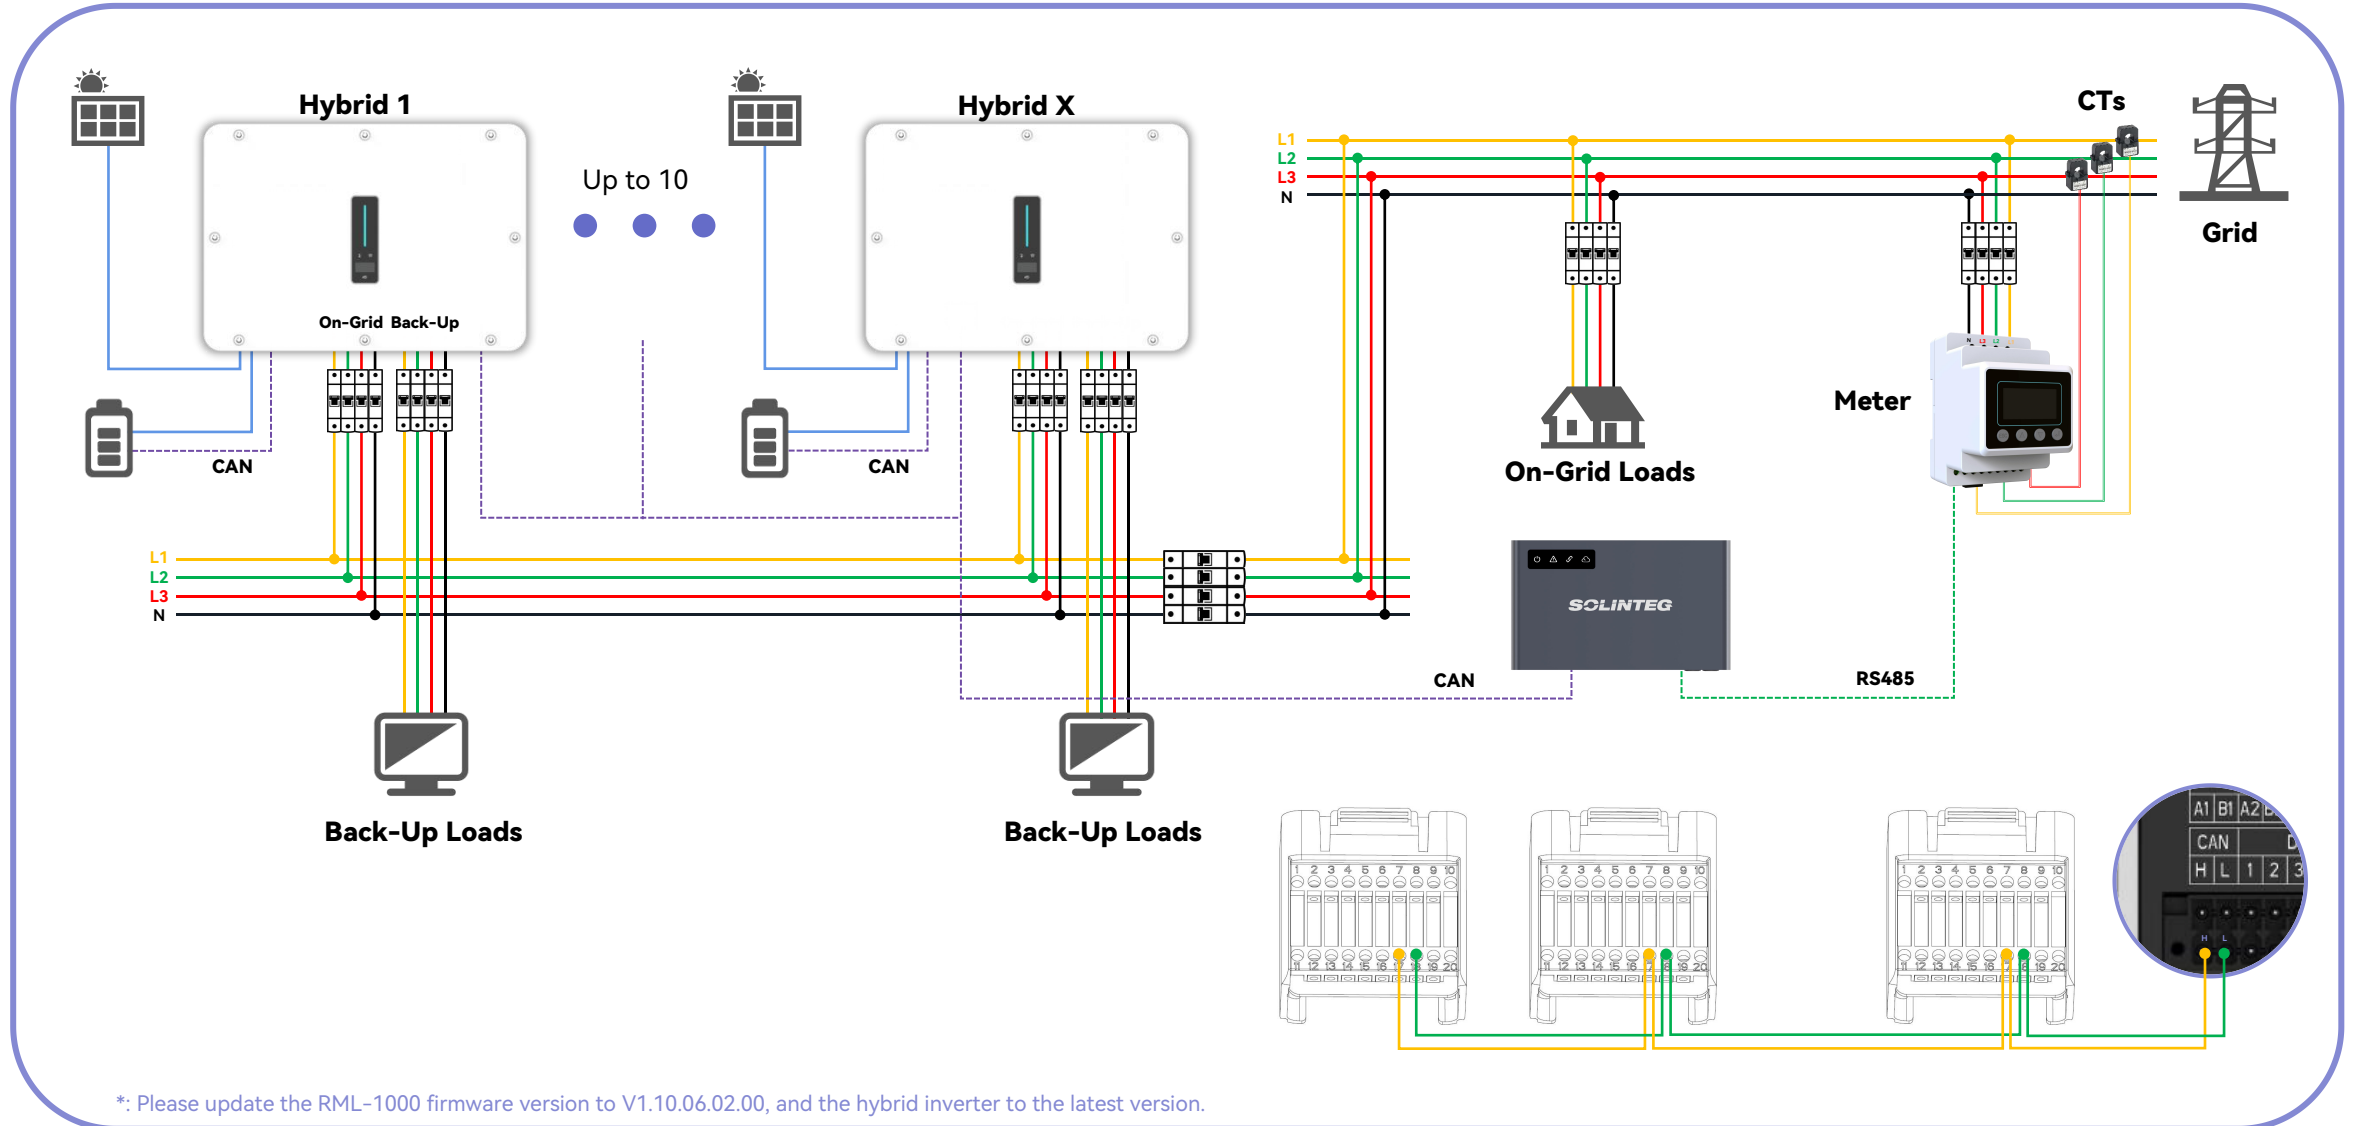 Hybrid 1
Up to 10
Hybrid X
CTs
L1
L2
L3
N
Grid
On-Grid Back-Up
N L3 L2
Meter
CAN
CAN
On-Grid Loads
L1
L2
L3
N
SOLINTEG
CAN
RS485
Back-Up Loads
Back-Up Loads
A1 B1 A2 B
CAN D
H L 1 2 3
1 2 3 4 5 6 7 8 9 10
1 2 3 4 5 6 7 8 9 10
1 2 3 4 5 6 7 8 9 10
H L
11 12 13 14 15 16 17 18 19 20
11 12 13 14 15 16 17 18 19 20
11 12 13 14 15 16 17 18 19 20
*: Please update the RML-1000 firmware version to V1.10.06.02.00, and the hybrid inverter to the latest version.